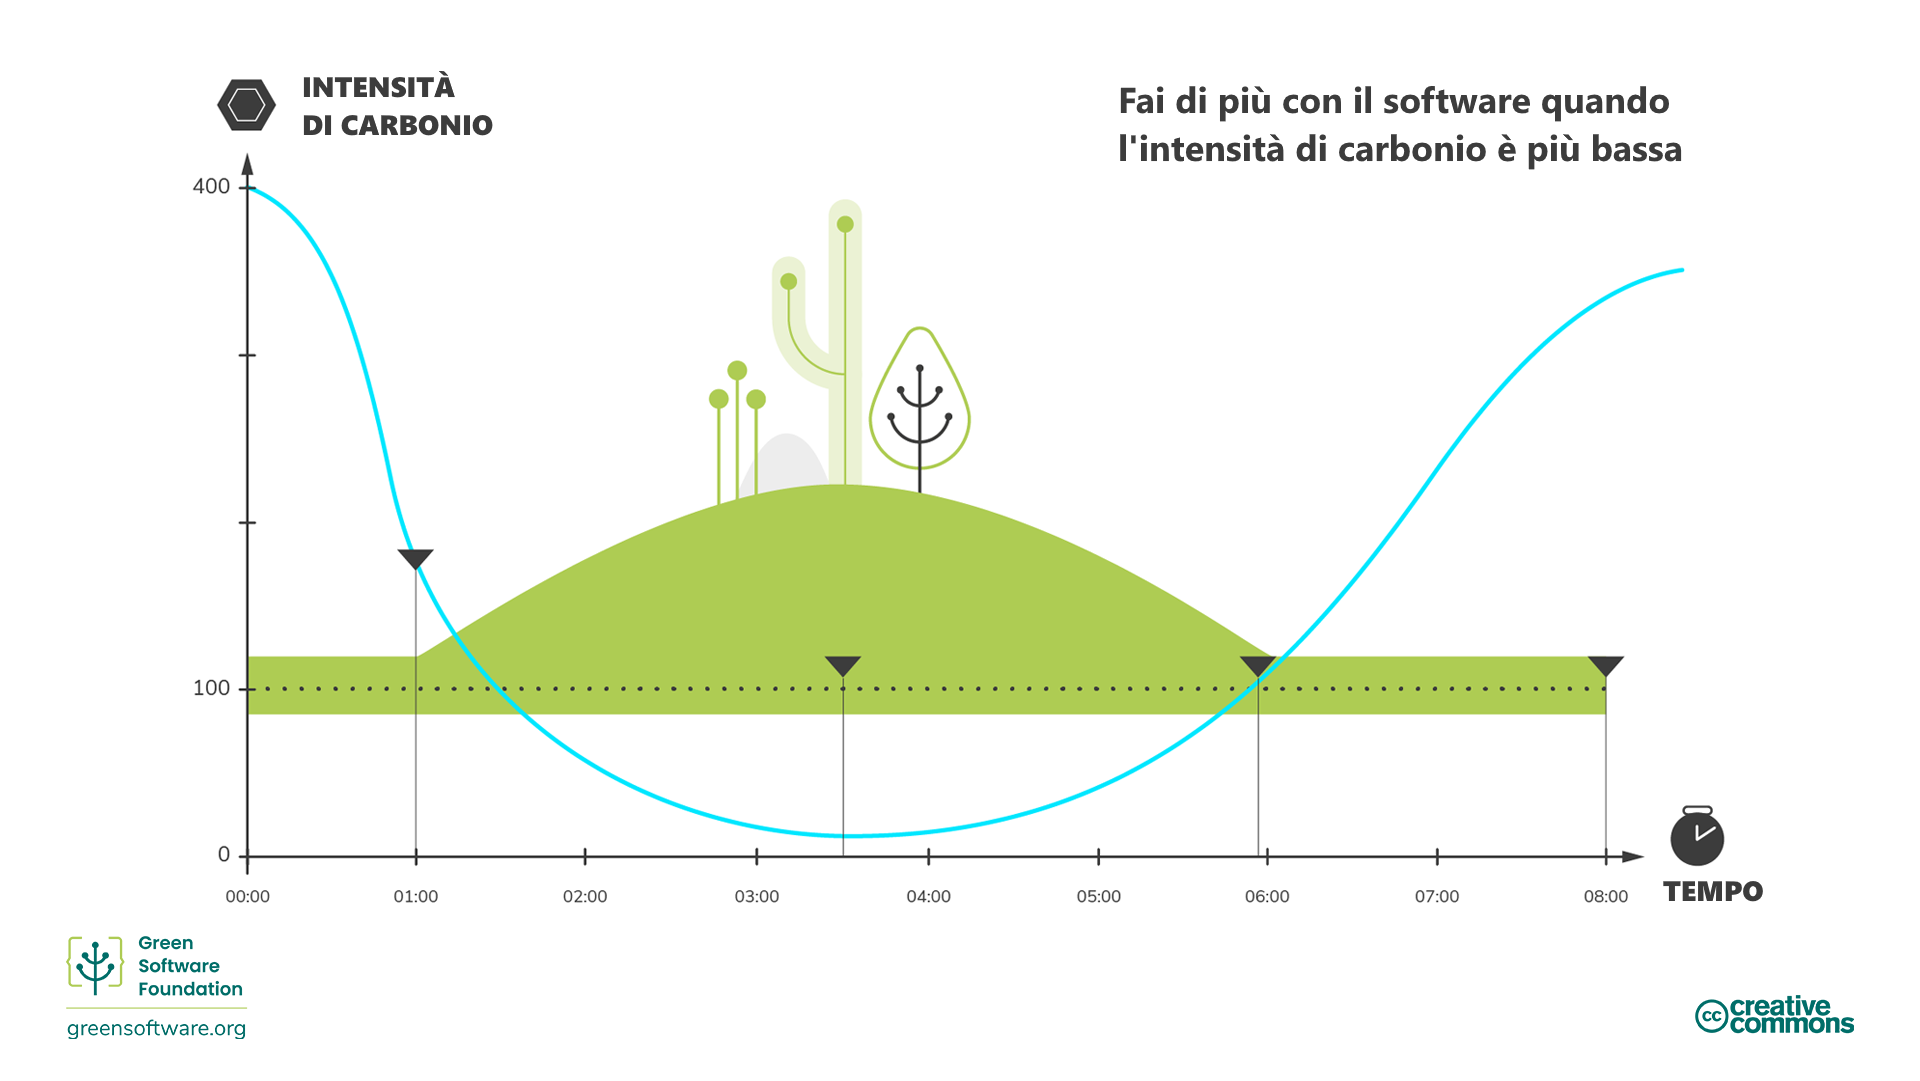 INTENSITÀ
DI CARBONIO
Fai di più con il software quando
l'intensità di carbonio è più bassa
400
100
0
00:00
01:00
02:00
03:00
04:00
05:00
06:00
07:00
08:00
TEMPO
Green
Software
Foundation
greensoftware.org
cc
creative
commons